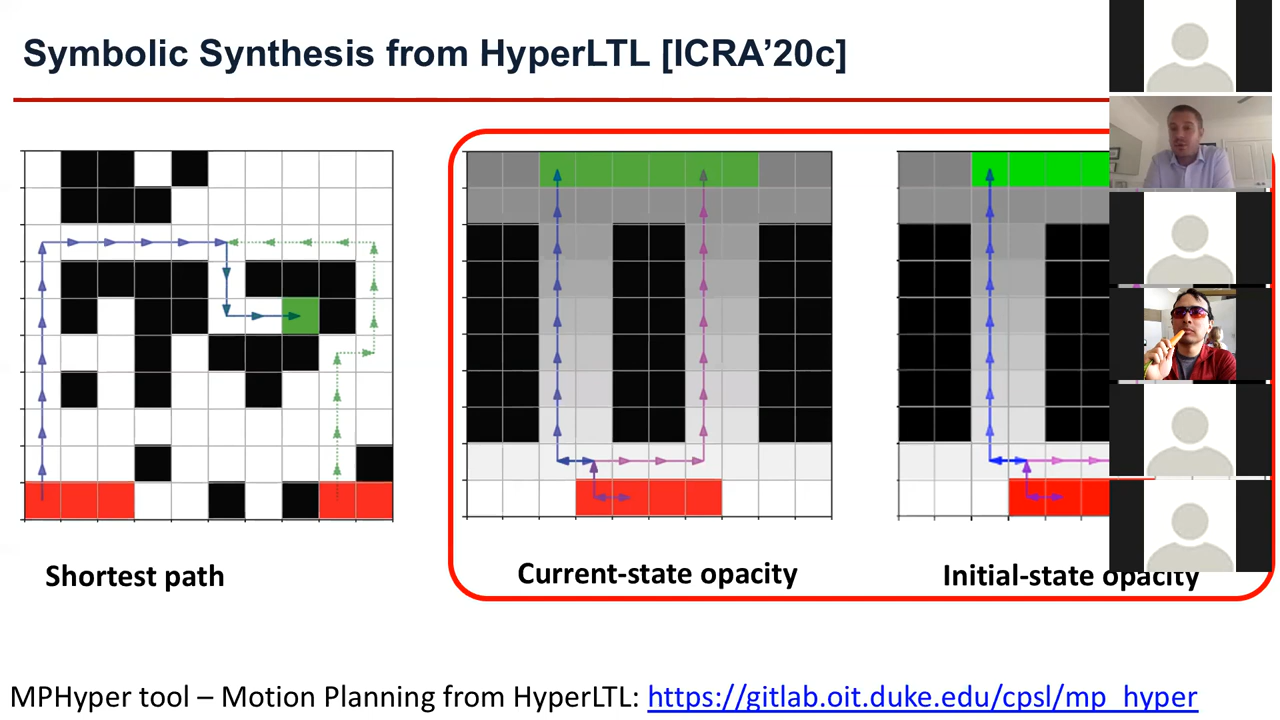 Symbolic Synthesis from HyperLTL [ICRA’20c]
Shortest path
Current-state opacity
Initial-state opacity
MPHyper tool – Motion Planning from HyperLTL: https://gitlab.oit.duke.edu/cpsl/mp_hyper